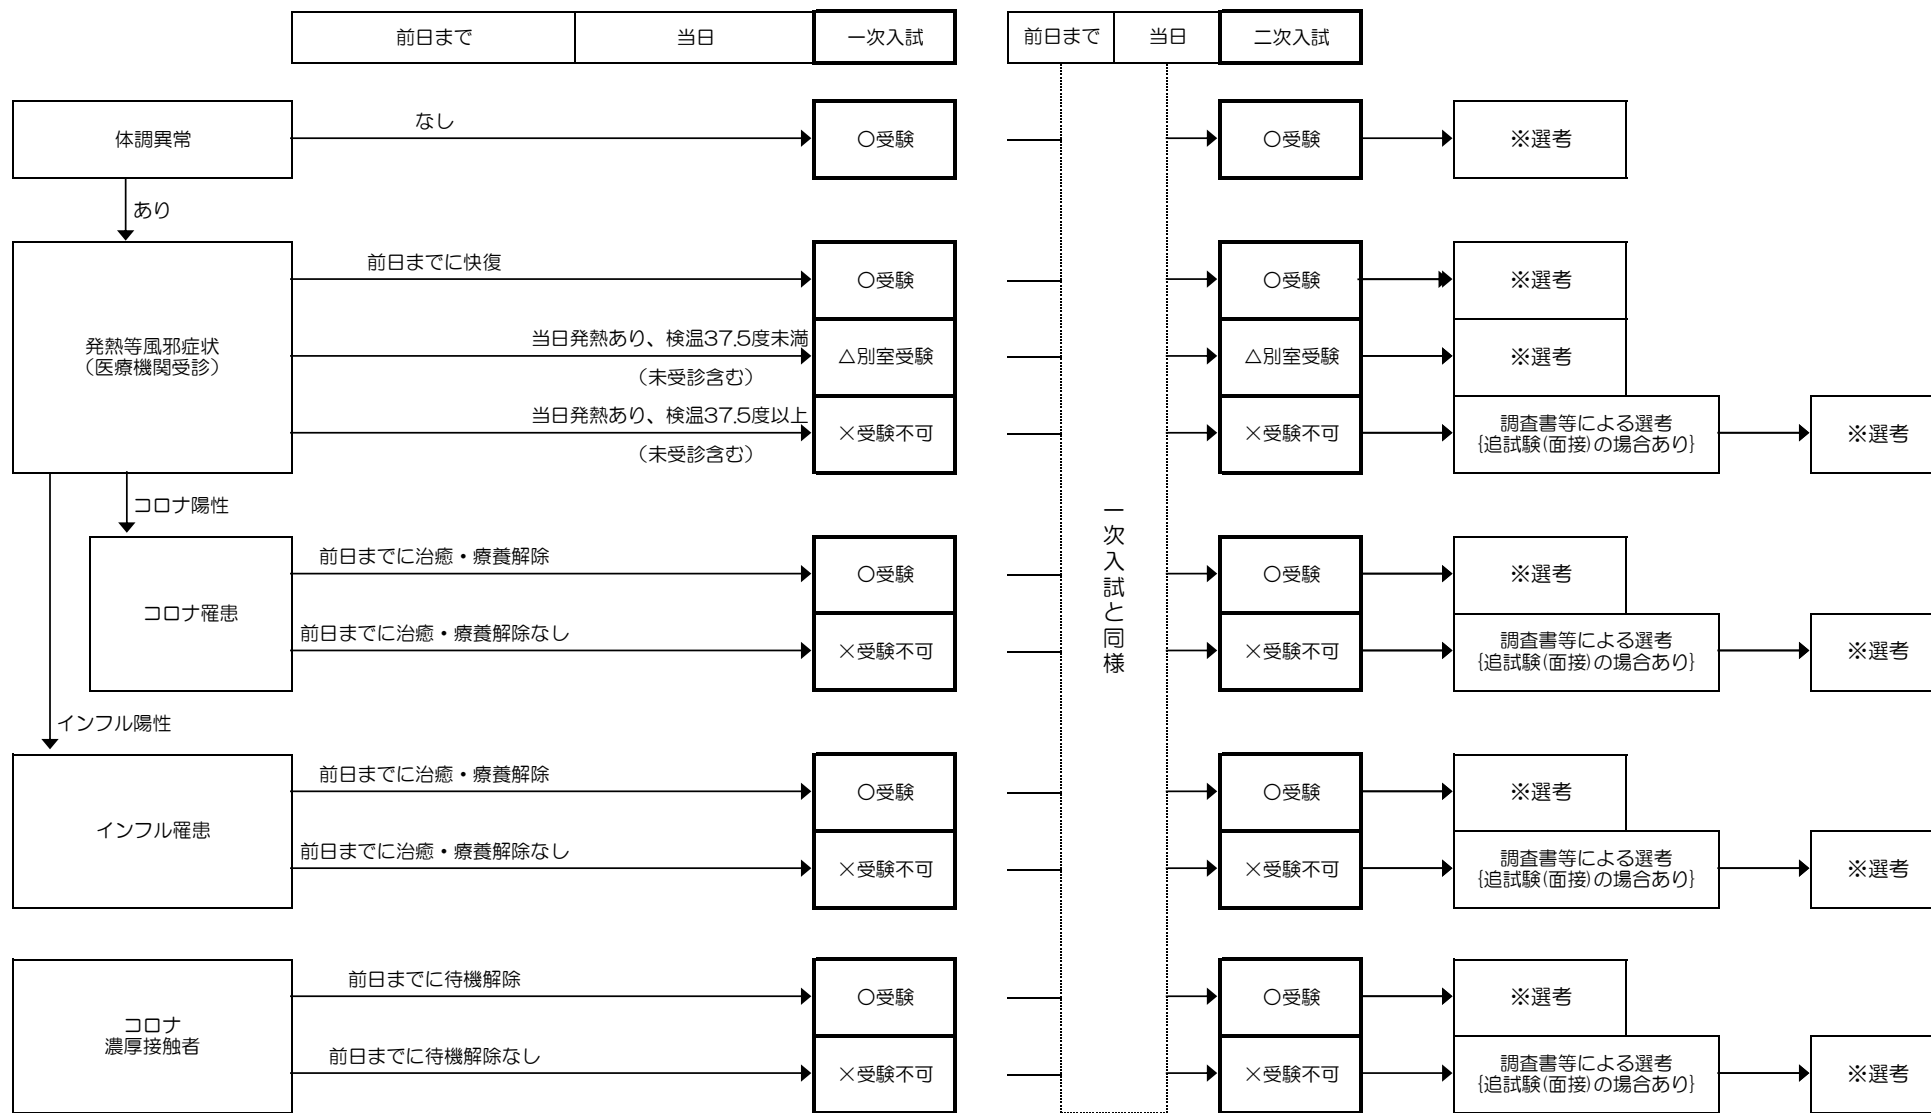 前日まで 当日 一次入試 前日まで 当日 二次入試
なし
体調異常 〇受験 〇受験 ※選考
あり
前日までに快復
〇受験 〇受験 ※選考
当日発熱あり、検温37.5度未満
発熱等風邪症状
(医療機関受診)
△別室受験 △別室受験 ※選考
(未受診含む)
当日発熱あり、検温37.5度以上
×受験不可 ×受験不可
調査書等による選考
{追試験(面接)の場合あり}
※選考
(未受診含む)
コロナ陽性
一次入試と同様
前日までに治癒・療養解除
〇受験 〇受験 ※選考
コロナ罹患
前日までに治癒・療養解除なし
×受験不可 ×受験不可
調査書等による選考
{追試験(面接)の場合あり}
※選考
インフル陽性
前日までに治癒・療養解除
〇受験 〇受験 ※選考
インフル罹患
前日までに治癒・療養解除なし
×受験不可 ×受験不可
調査書等による選考
{追試験(面接)の場合あり}
※選考
前日までに待機解除
〇受験 〇受験 ※選考
コロナ
濃厚接触者
前日までに待機解除なし
×受験不可 ×受験不可
調査書等による選考
{追試験(面接)の場合あり}
※選考